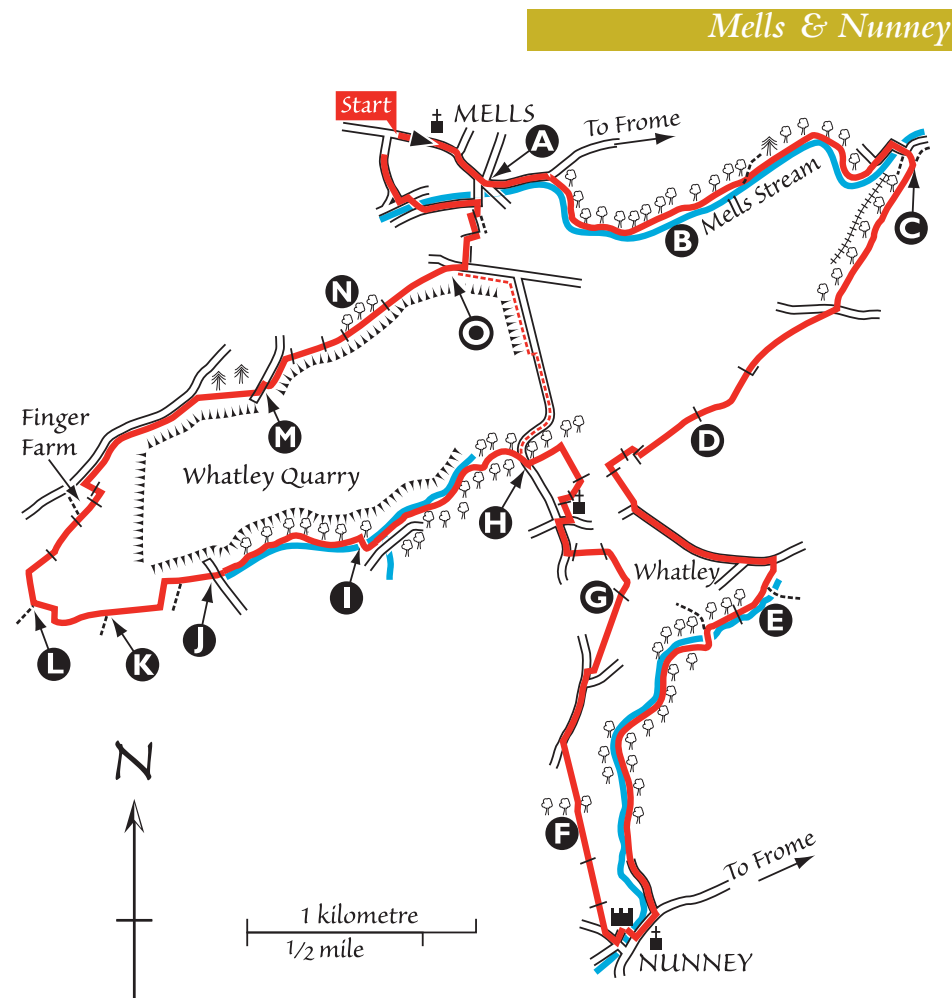 Mells & Nunney
Start
MELLS
A
To Frome
Mells Stream
B
C
N
O
Finger
Farm
M
D
Whatley Quarry
H
I
Whatley
G
E
J
L
K
N
F
To Frome
1 kilometre
1/2 mile
NUNNEY